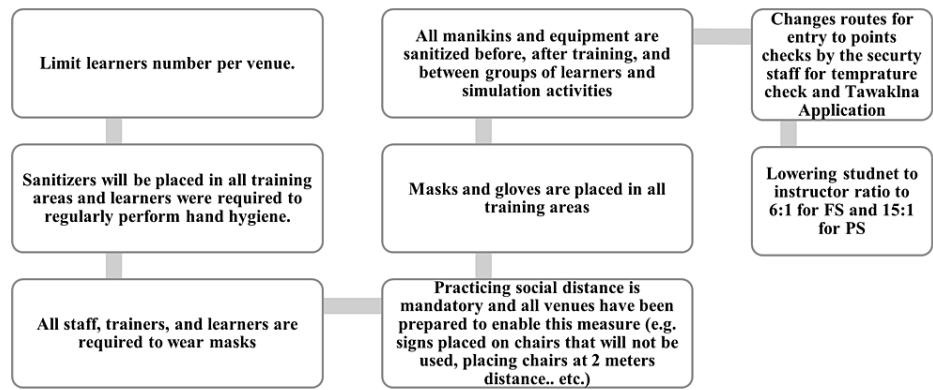 Limit learners number per venue.
Sanitizers will be placed in all training
areas and learners were required to
regularly perform hand hygiene.
All staff, trainers, and learners are
required to wear masks
Practicing social distance is
mandatory and all venues have been
prepared to enable this measure (e.g.
signs placed on chairs that will not be
used, placing chairs at 2 meters
distance.. etc.)
Masks and gloves are placed in all
training areas
All manikins and equipment are
sanitized before, after training, and
between groups of learners and
simulation activities
Changes routes for
entry to points
checks by the securty
staff for temprature
check and Tawaklna
Application
Lowering studnet to
instructor ratio to
6:1 for FS and 15:1
for PS